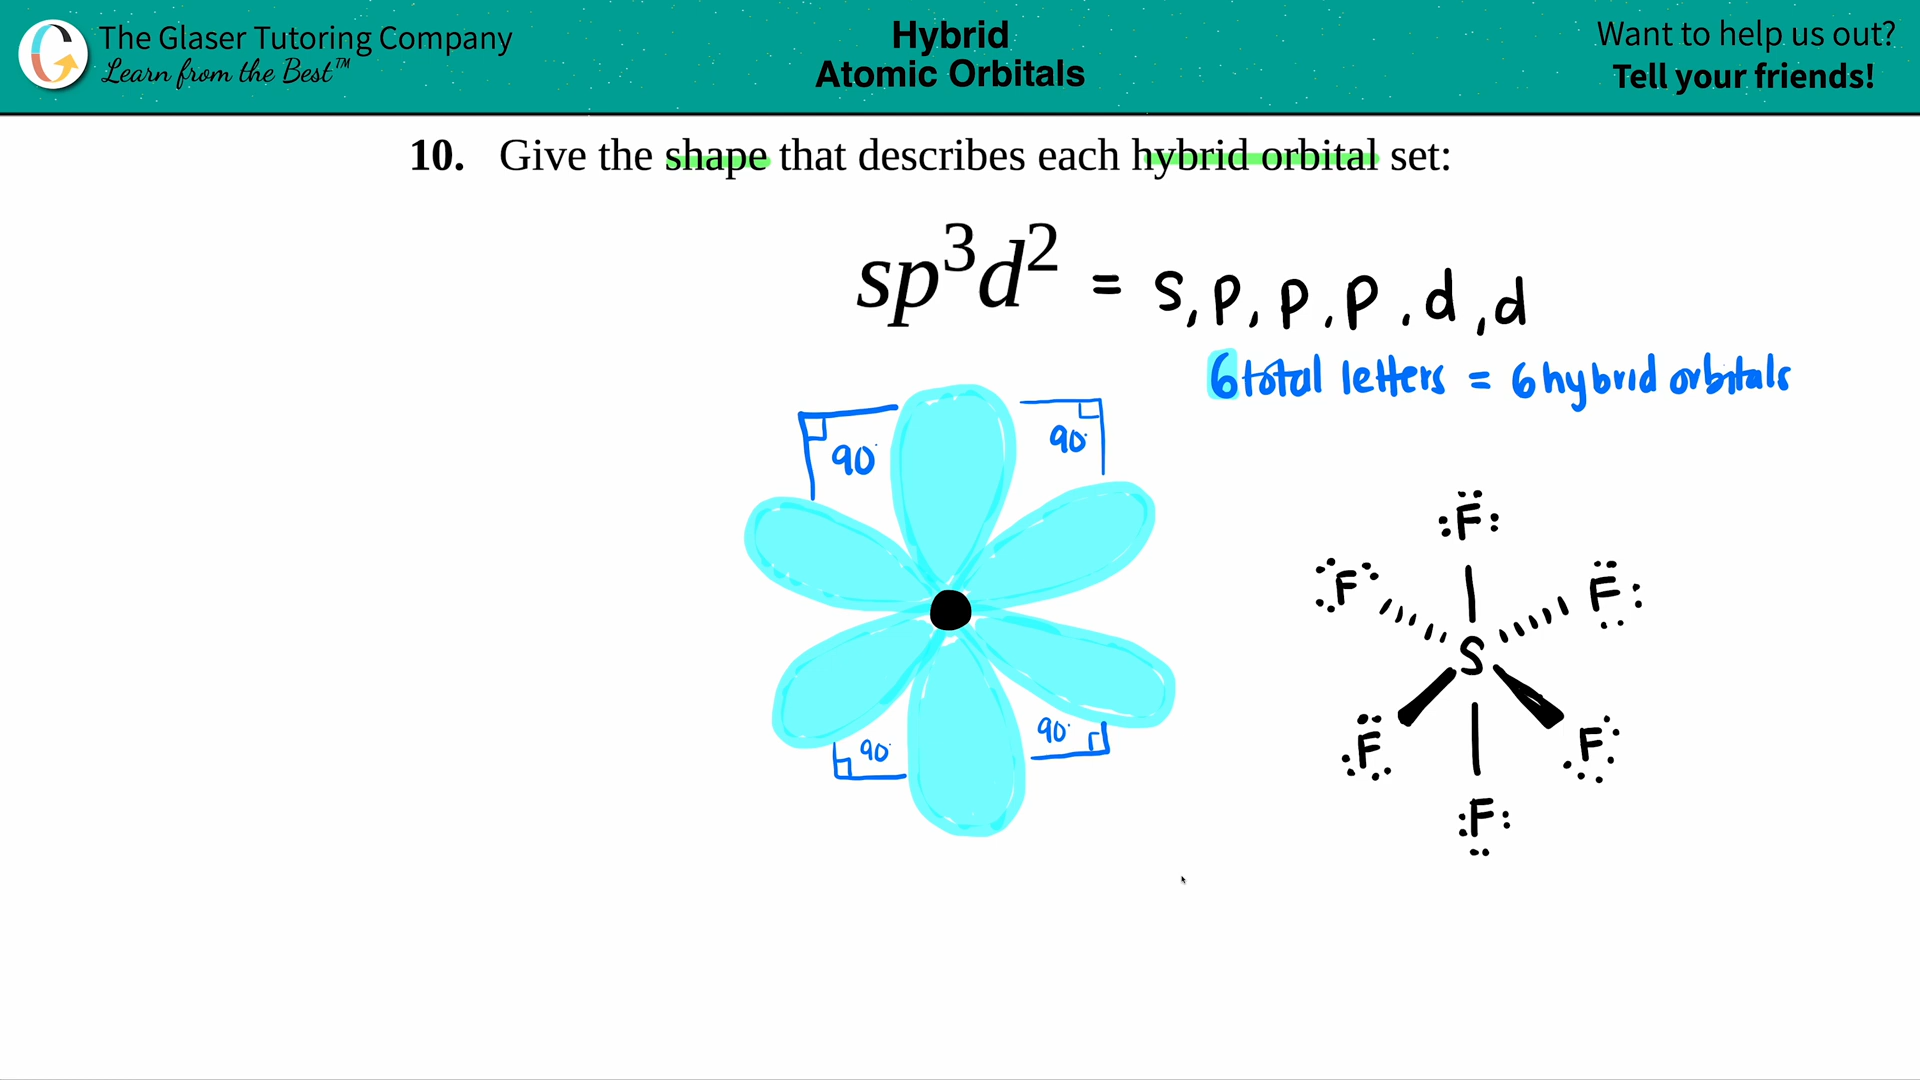 The Glaser Tutoring Company
Learn from the Best™
Hybrid
Atomic Orbitals
Want to help us out?
Tell your friends!
10. Give the shape that describes each hybrid orbital set:
sp³d² = s, p, p, p, d, d
6 total letters = 6 hybrid orbitals
90°
90°
90°
90°
F
F
F
S
F
F
F